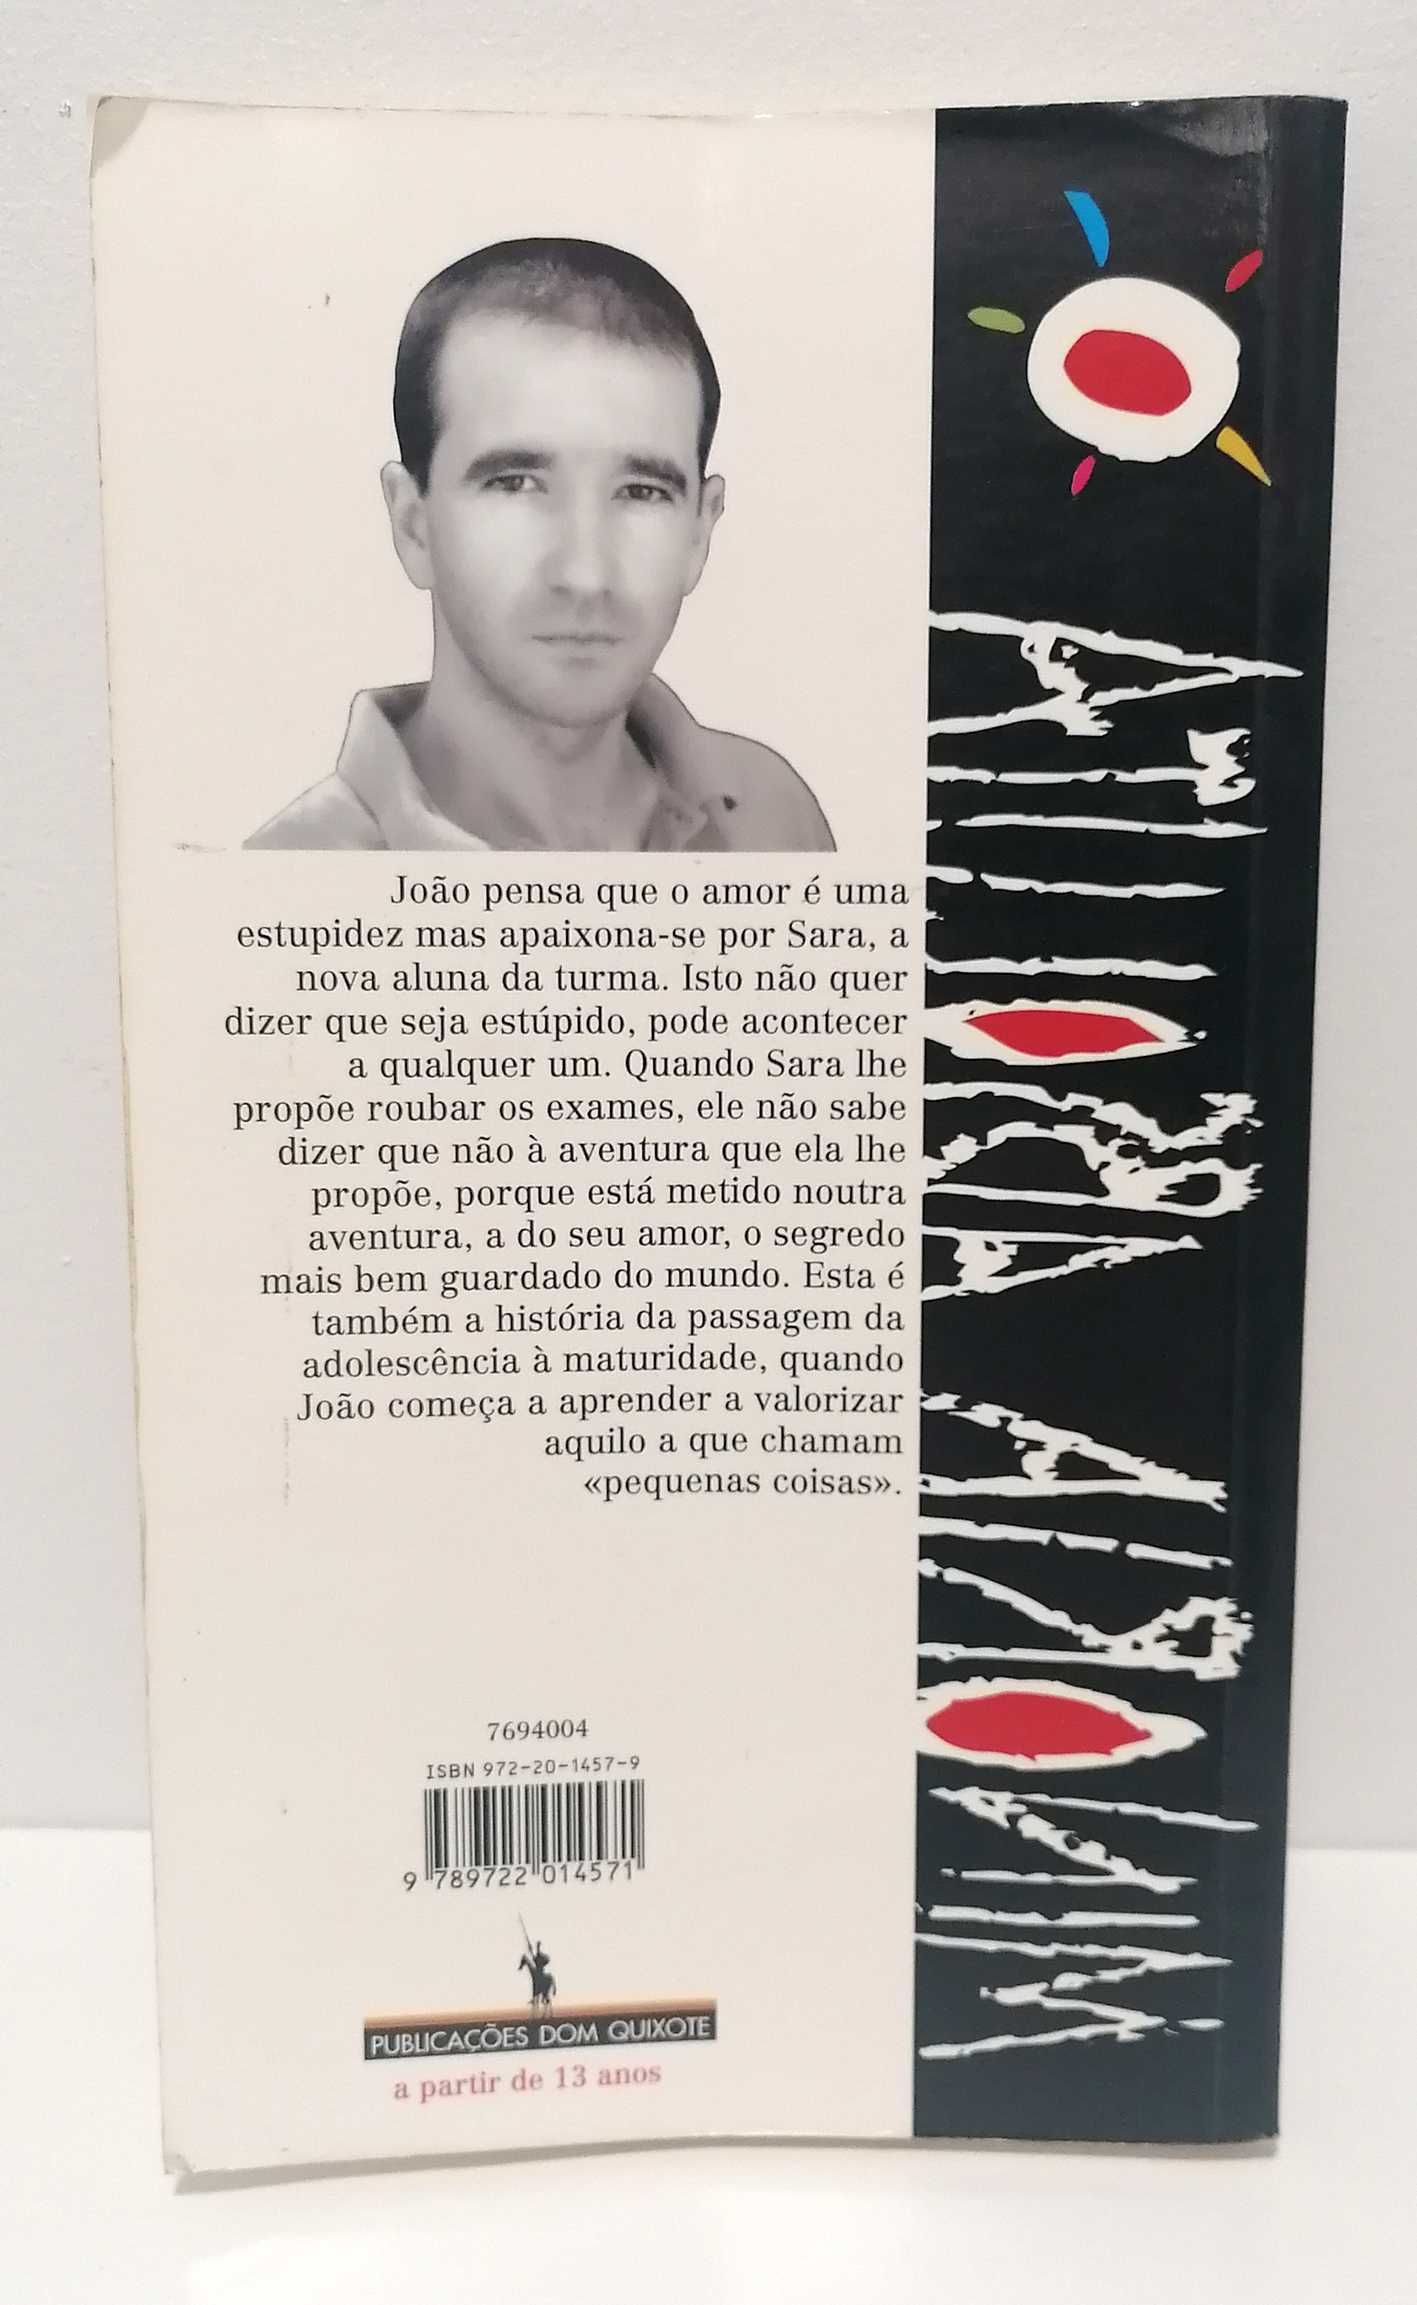 João pensa que o amor é uma
estupidez mas apaixona-se por Sara, a
nova aluna da turma. Isto não quer
dizer que seja estúpido, pode acontecer
a qualquer um. Quando Sara lhe
propõe roubar os exames, ele não sabe
dizer que não à aventura que ela lhe
propõe, porque está metido noutra
aventura, a do seu amor, o segredo
mais bem guardado do mundo. Esta é
também a história da passagem da
adolescência à maturidade, quando
João começa a aprender a valorizar
aquilo a que chamam
«pequenas coisas».
7694004
ISBN 972-20-1457-9
9 789722 014571
PUBLICAÇÕES DOM QUIXOTE
a partir de 13 anos